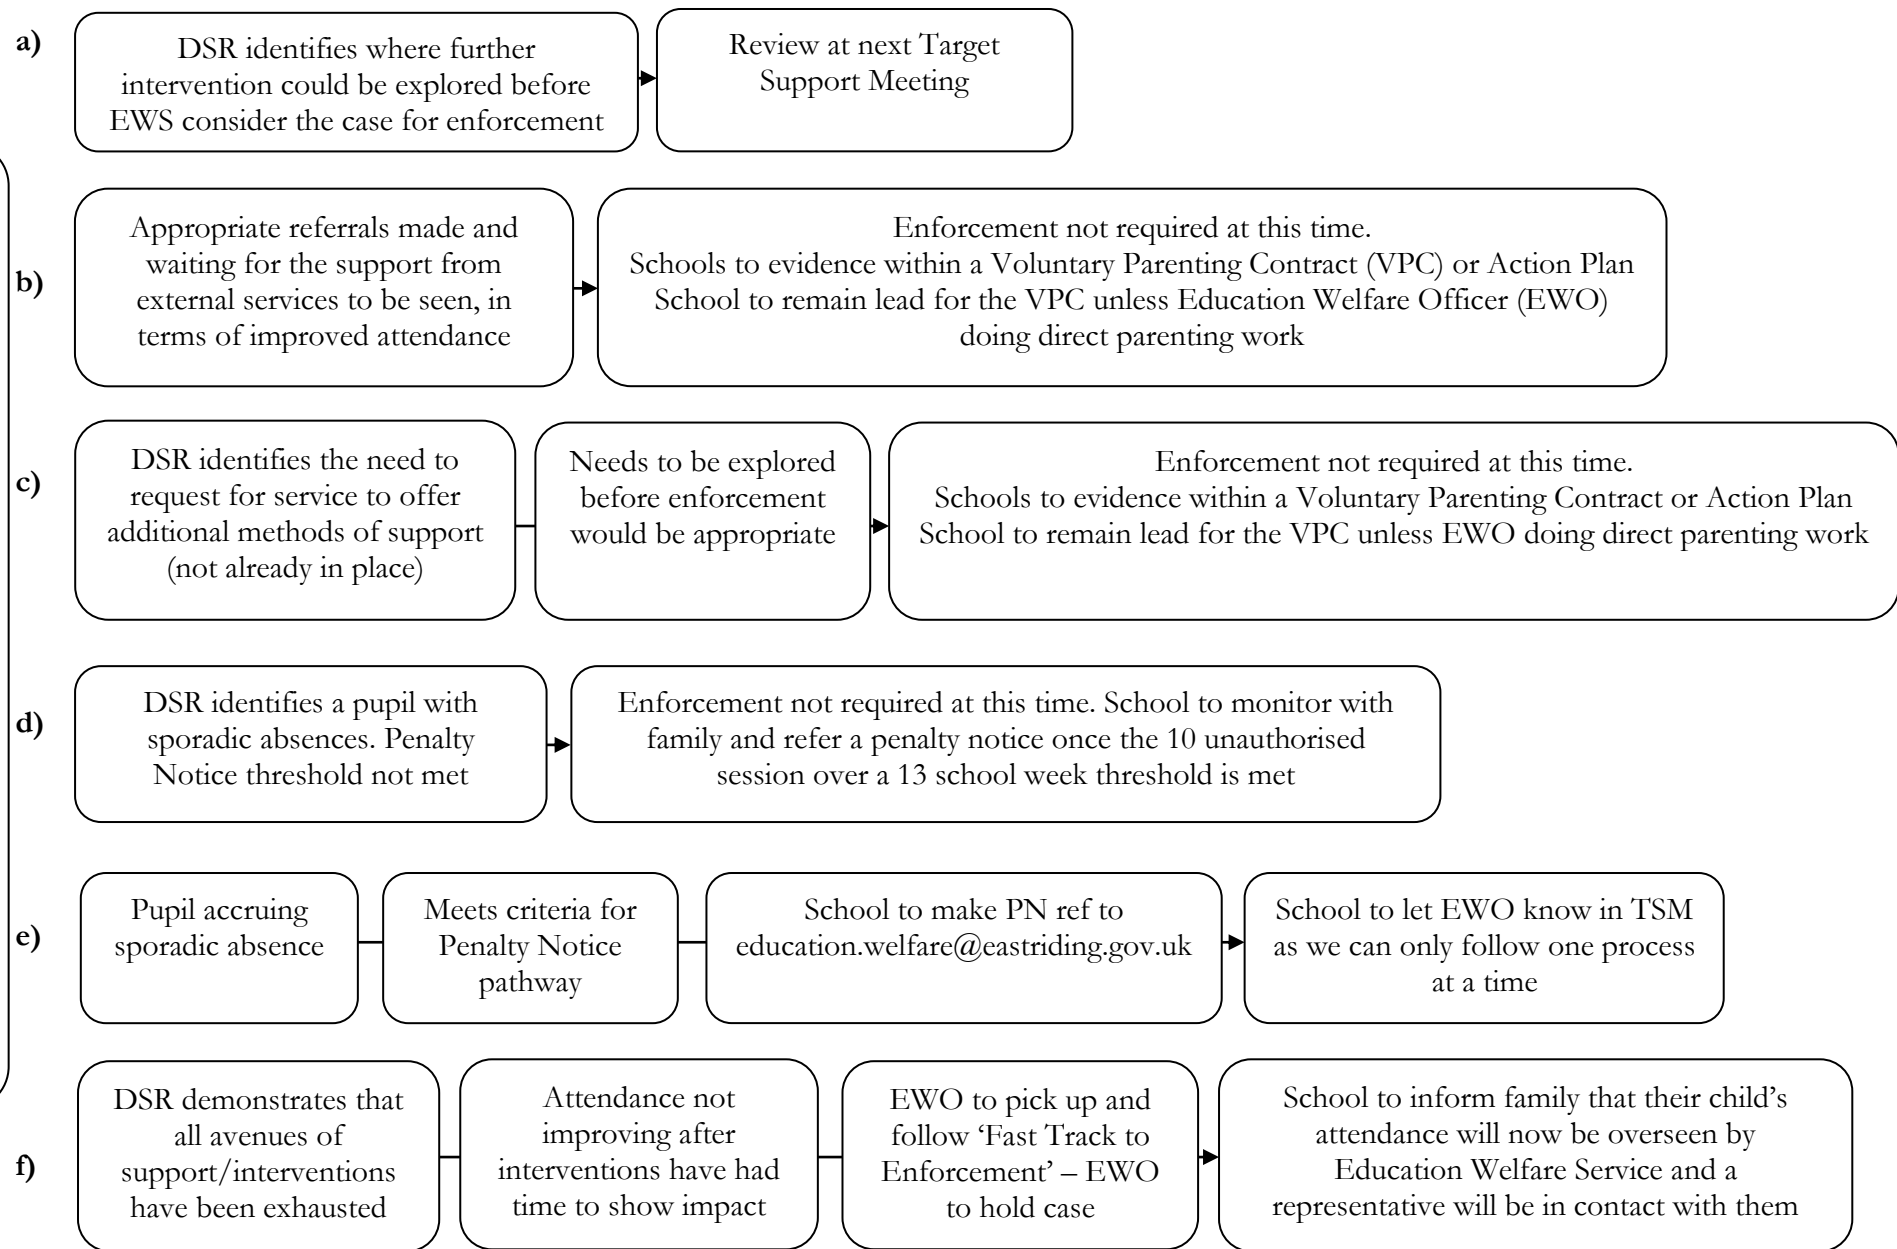 a)
DSR identifies where further
intervention could be explored before
EWS consider the case for enforcement
Review at next Target
Support Meeting
b)
Appropriate referrals made and
waiting for the support from
external services to be seen, in
terms of improved attendance
Enforcement not required at this time.
Schools to evidence within a Voluntary Parenting Contract (VPC) or Action Plan
School to remain lead for the VPC unless Education Welfare Officer (EWO)
doing direct parenting work
c)
DSR identifies the need to
request for service to offer
additional methods of support
(not already in place)
Needs to be explored
before enforcement
would be appropriate
Enforcement not required at this time.
Schools to evidence within a Voluntary Parenting Contract or Action Plan
School to remain lead for the VPC unless EWO doing direct parenting work
d)
DSR identifies a pupil with
sporadic absences. Penalty
Notice threshold not met
Enforcement not required at this time. School to monitor with
family and refer a penalty notice once the 10 unauthorised
session over a 13 school week threshold is met
e)
Pupil accruing
sporadic absence
Meets criteria for
Penalty Notice
pathway
School to make PN ref to
education.welfare@eastriding.gov.uk
School to let EWO know in TSM
as we can only follow one process
at a time
f)
DSR demonstrates that
all avenues of
support/interventions
have been exhausted
Attendance not
improving after
interventions have had
time to show impact
EWO to pick up and
follow ‘Fast Track to
Enforcement’ – EWO
to hold case
School to inform family that their child’s
attendance will now be overseen by
Education Welfare Service and a
representative will be in contact with them